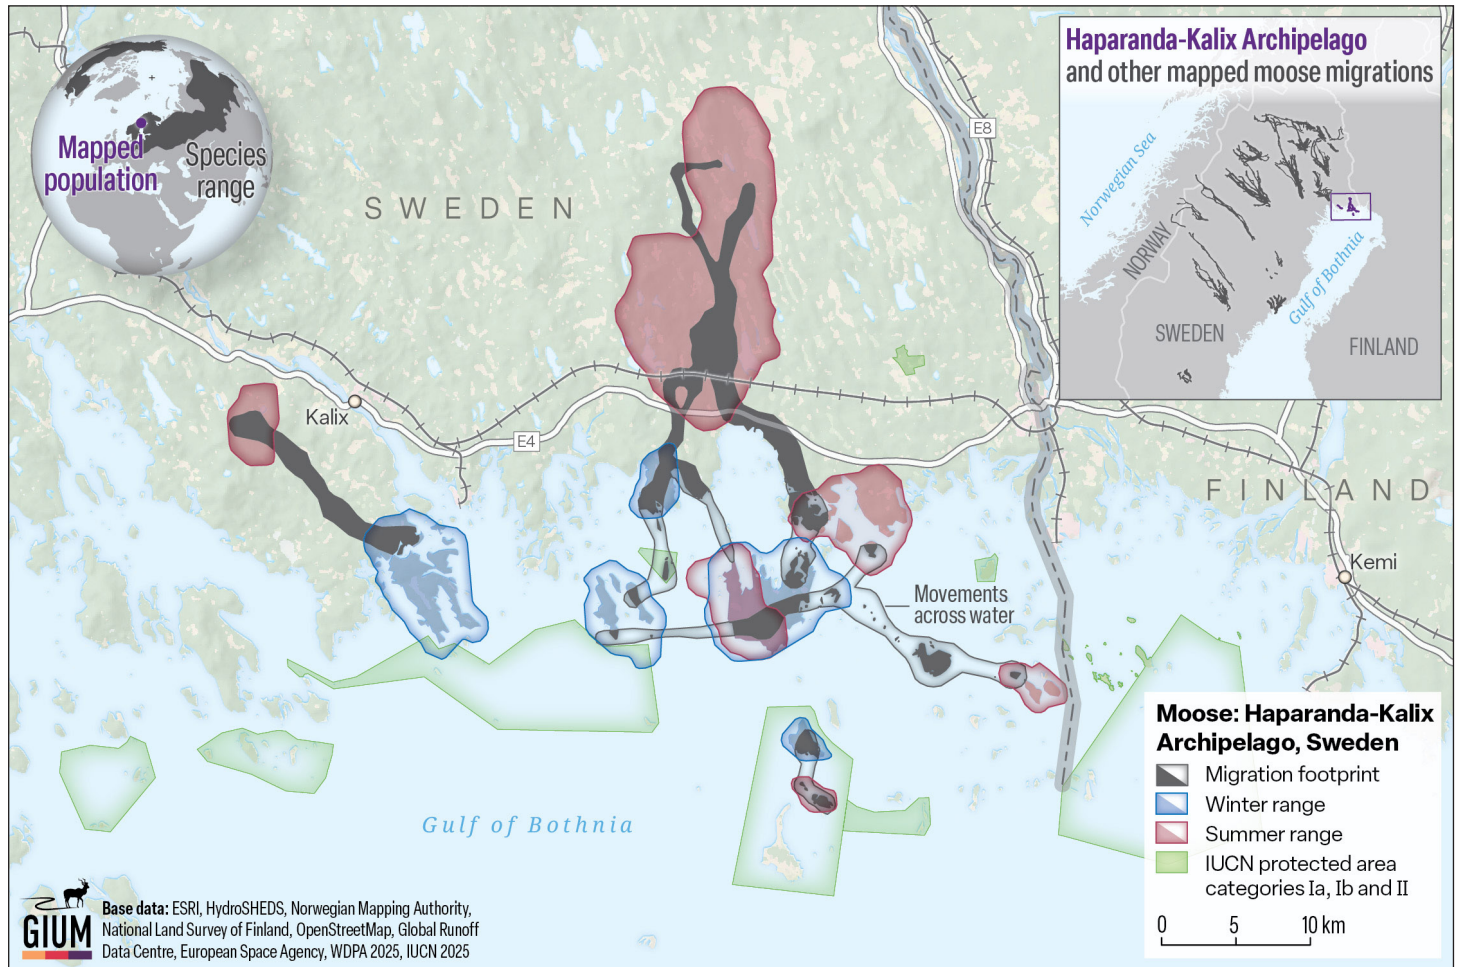 Haparanda-Kalix Archipelago
and other mapped moose migrations
Mapped
population
Species
range
SWEDEN
E8
Norwegian Sea
NORWAY
Gulf of Bothnia
SWEDEN
FINLAND
Kalix
E4
FINLAND
Kemi
Movements
across water
Gulf of Bothnia
Moose: Haparanda-Kalix
Archipelago, Sweden
Migration footprint
Winter range
Summer range
IUCN protected area
categories Ia, Ib and II
0 5 10 km
GIUM
Base data: ESRI, HydroSHEDS, Norwegian Mapping Authority,
National Land Survey of Finland, OpenStreetMap, Global Runoff
Data Centre, European Space Agency, WDPA 2025, IUCN 2025